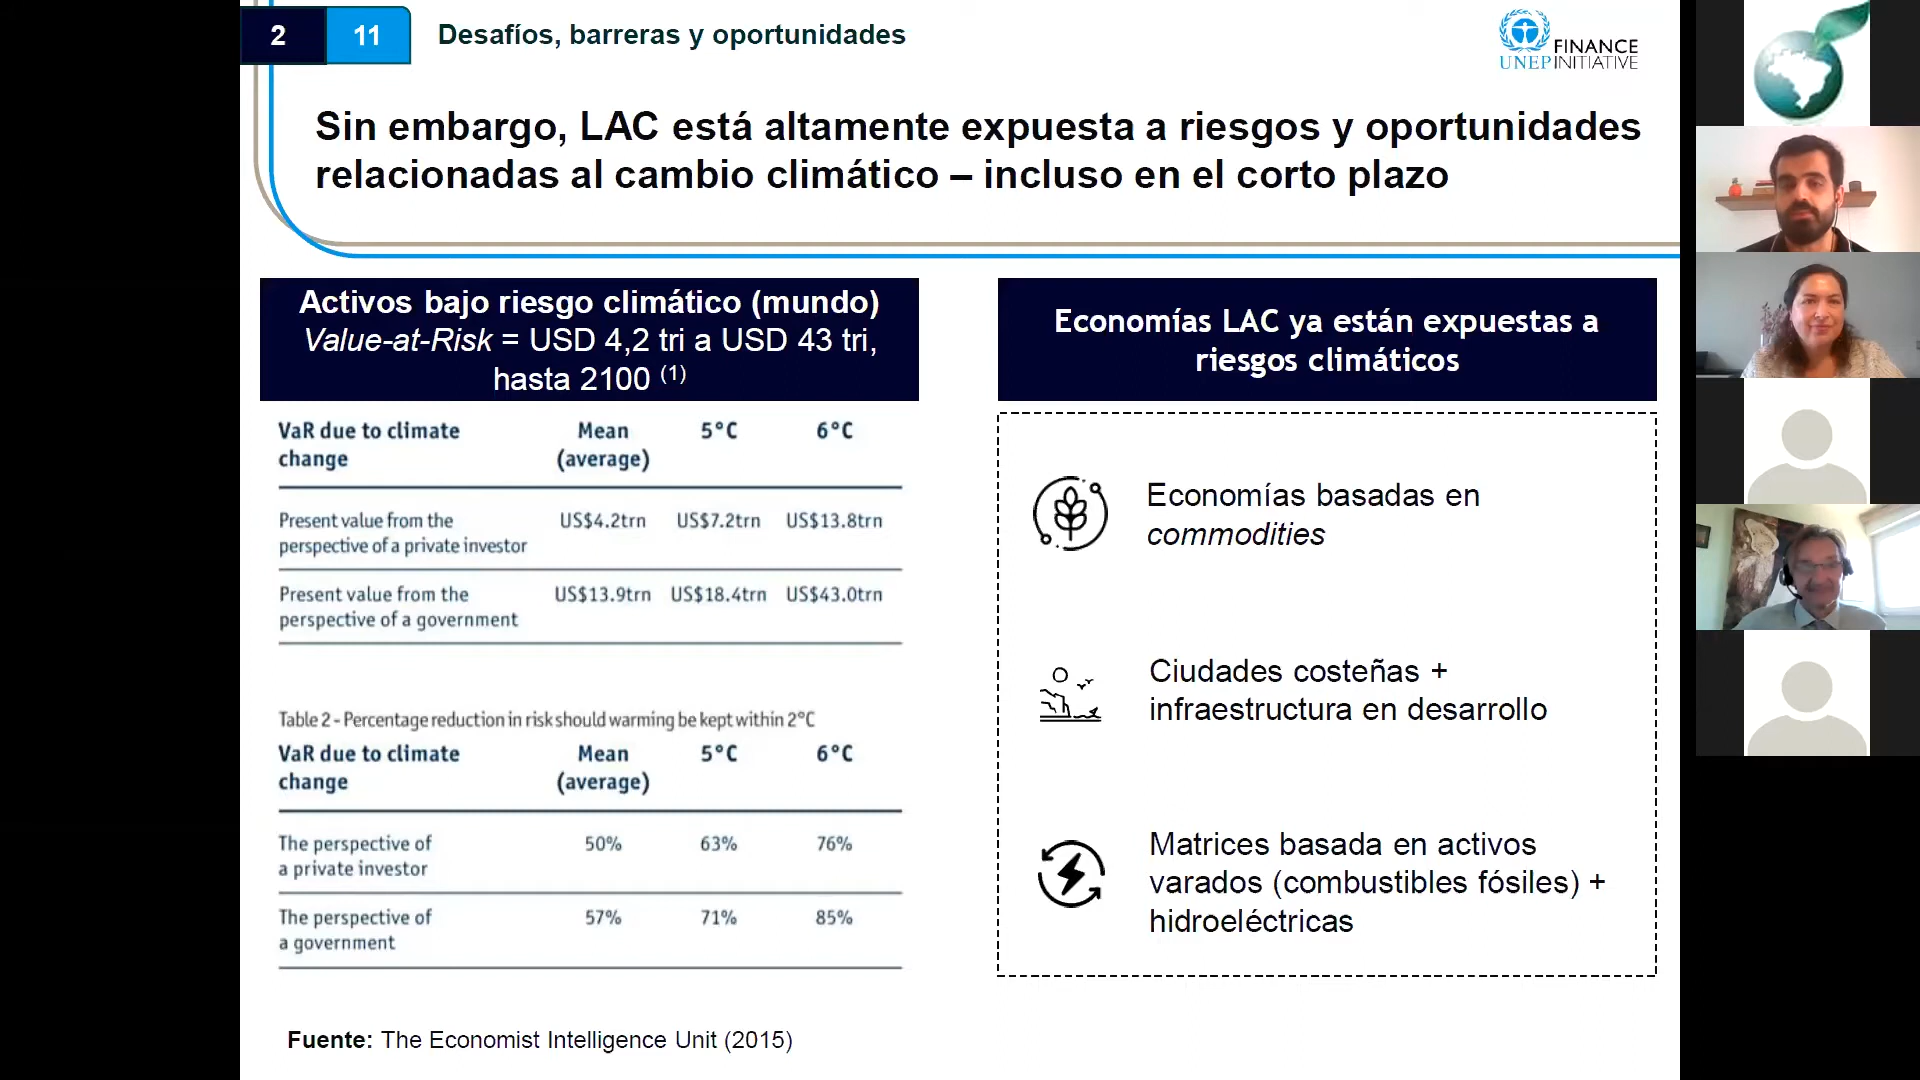 2
11
Desafíos, barreras y oportunidades
FINANCE
UNEP INITIATIVE
Sin embargo, LAC está altamente expuesta a riesgos y oportunidades
relacionadas al cambio climático – incluso en el corto plazo
Activos bajo riesgo climático (mundo)
Value-at-Risk = USD 4,2 tri a USD 43 tri,
hasta 2100 (1)
VaR due to climate change
Mean (average)
5°C
6°C
Present value from the perspective of a private investor
US$4.2trn
US$7.2trn
US$13.8trn
Present value from the perspective of a government
US$13.9trn
US$18.4trn
US$43.0trn
Table 2 - Percentage reduction in risk should warming be kept within 2°C
VaR due to climate change
Mean (average)
5°C
6°C
The perspective of a private investor
50%
63%
76%
The perspective of a government
57%
71%
85%
Fuente: The Economist Intelligence Unit (2015)
Economías LAC ya están expuestas a
riesgos climáticos
Economías basadas en
commodities
Ciudades costeñas +
infraestructura en desarrollo
Matrices basada en activos
varados (combustibles fósiles) +
hidroeléctricas